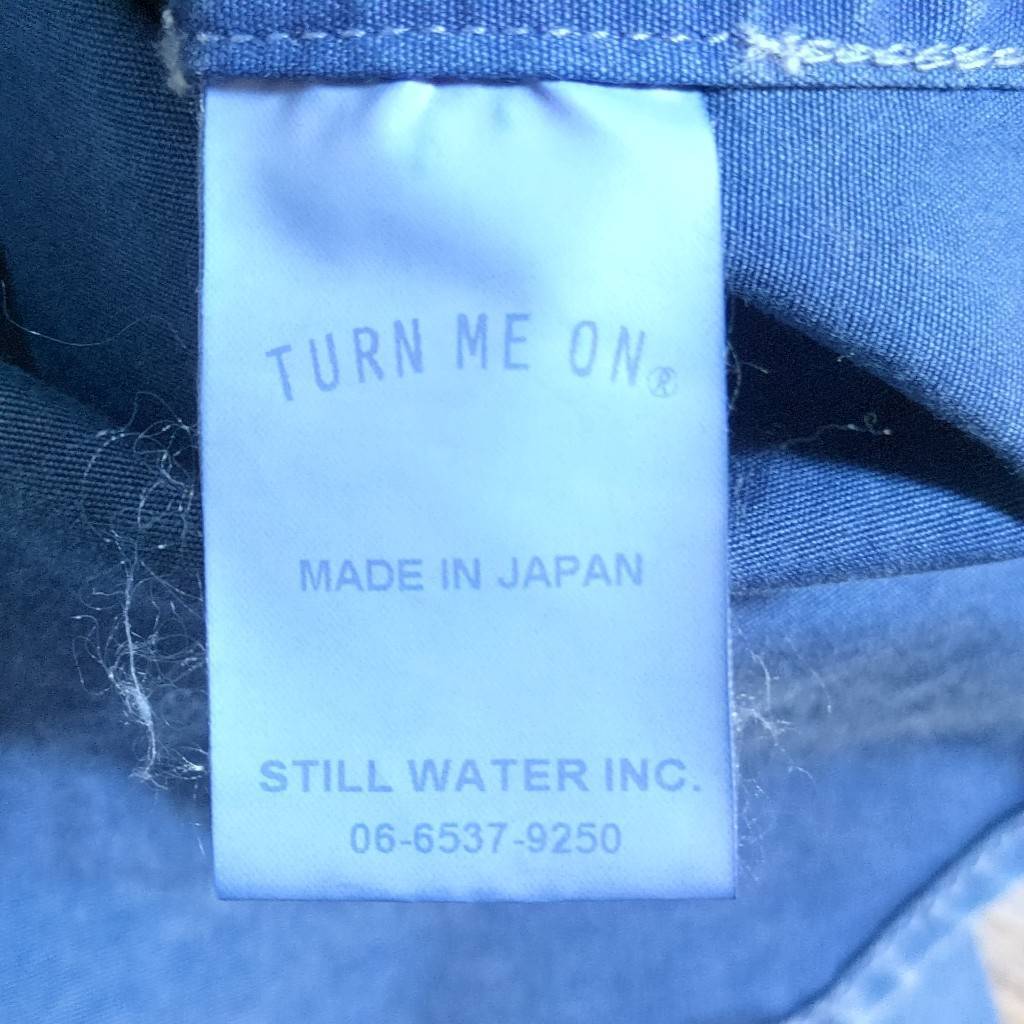 TURN ME ON®
MADE IN JAPAN
STILL WATER INC.
06-6537-9250